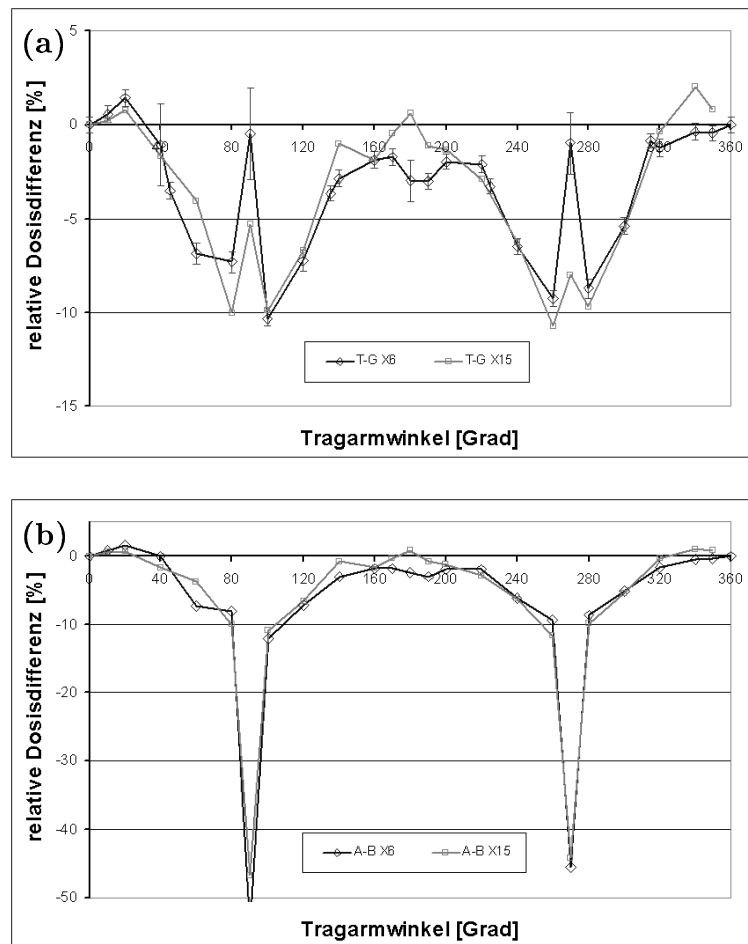 (a)
relative Dosisdifferenz [%]
5
0
-5
-10
-15
0 40 80 120 160 200 240 280 320 360
T-G X6 T-G X15
Tragarmwinkel [Grad]
(b)
relative Dosisdifferenz [%]
0
-10
-20
-30
-40
-50
0 40 80 120 160 200 240 280 320 360
A-B X6 A-B X15
Tragarmwinkel [Grad]